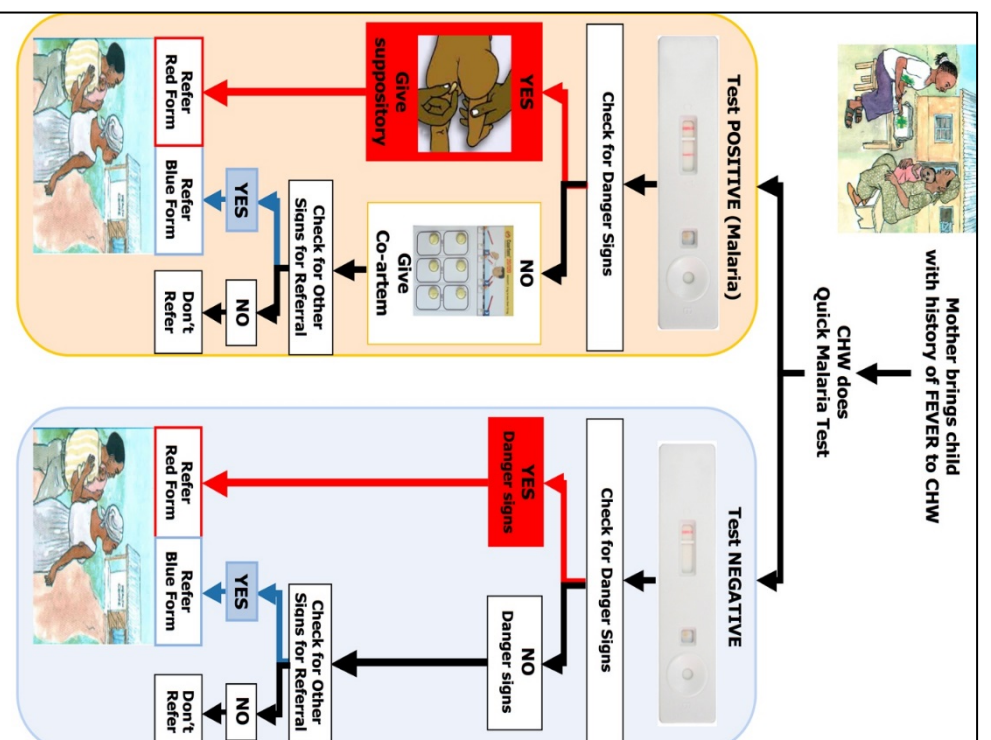 Mother brings child
with history of FEVER to CHW
CHW does
Quick Malaria Test
Test POSITIVE (Malaria)
Check for Danger Signs
YES
Give
suppository
NO
Give
Co-artem
Check for Other
Signs for Referral
YES
NO
Refer
Red Form
Refer
Blue Form
Don't
Refer
Test NEGATIVE
Check for Danger Signs
YES
Danger signs
NO
Danger signs
Check for Other
Signs for Referral
YES
NO
Refer
Red Form
Refer
Blue Form
Don't
Refer